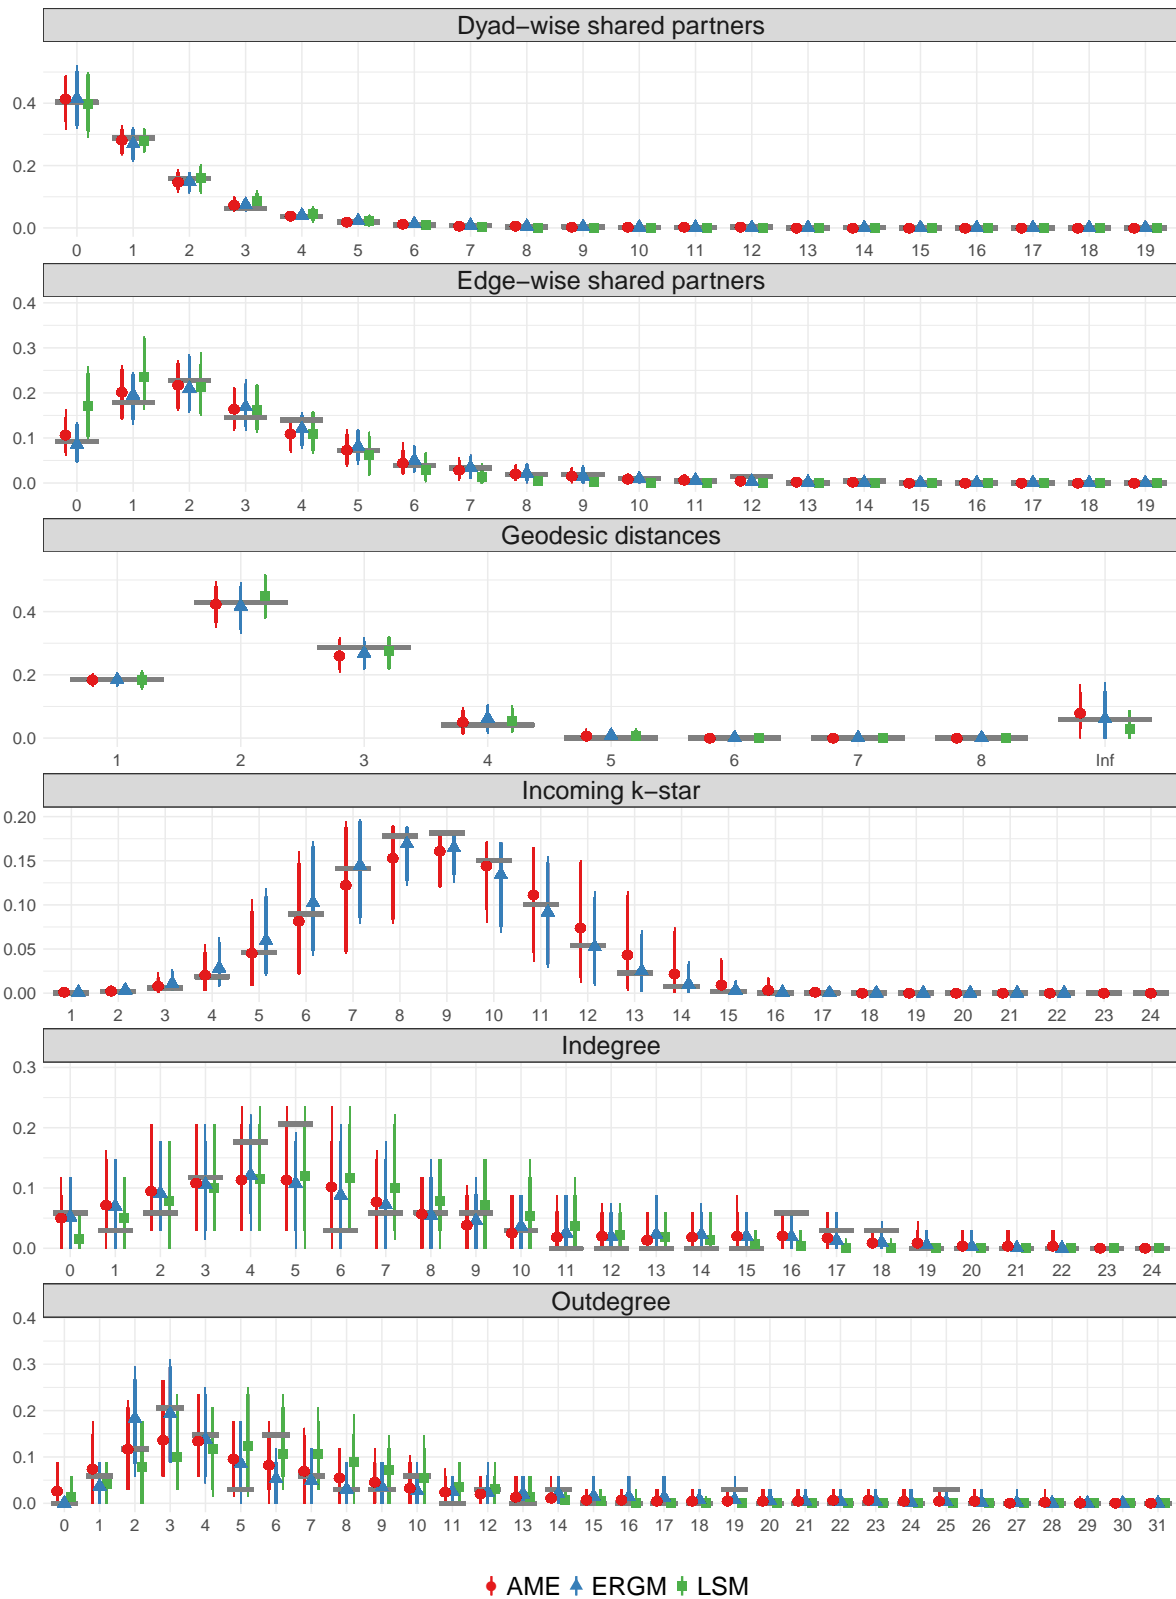 Dyad−wise shared partners
0.4
0.2
0.0
0 1 2 3 4 5 6 7 8 9 10 11 12 13 14 15 16 17 18 19
Edge−wise shared partners
0.4
0.3
0.2
0.1
0.0
0 1 2 3 4 5 6 7 8 9 10 11 12 13 14 15 16 17 18 19
Geodesic distances
0.4
0.2
0.0
1 2 3 4 5 6 7 8 Inf
Incoming k−star
0.20
0.15
0.10
0.05
0.00
1 2 3 4 5 6 7 8 9 10 11 12 13 14 15 16 17 18 19 20 21 22 23 24
Indegree
0.3
0.2
0.1
0.0
0 1 2 3 4 5 6 7 8 9 10 11 12 13 14 15 16 17 18 19 20 21 22 23 24
Outdegree
0.4
0.3
0.2
0.1
0.0
0 1 2 3 4 5 6 7 8 9 10 11 12 13 14 15 16 17 18 19 20 21 22 23 24 25 26 27 28 29 30 31
AME ERGM LSM